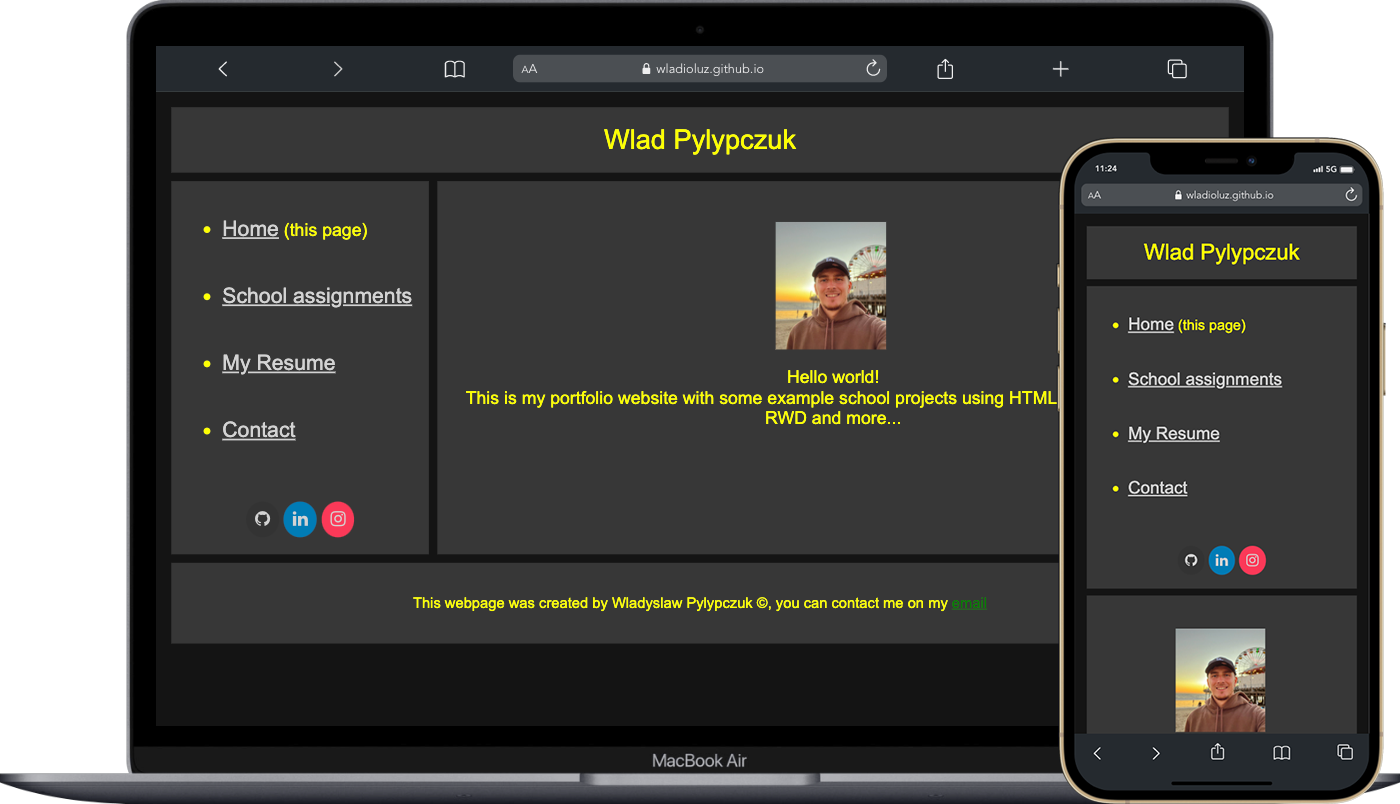 AA wladioluz.github.io
Wlad Pylypczuk
Home (this page)
School assignments
My Resume
Contact
in
Hello world!
This is my portfolio website with some example school projects using HTML
RWD and more...
This webpage was created by Wladyslaw Pylypczuk ©, you can contact me on my email
MacBook Air
11:24 5G
AA wladioluz.github.io
Wlad Pylypczuk
Home (this page)
School assignments
My Resume
Contact
in